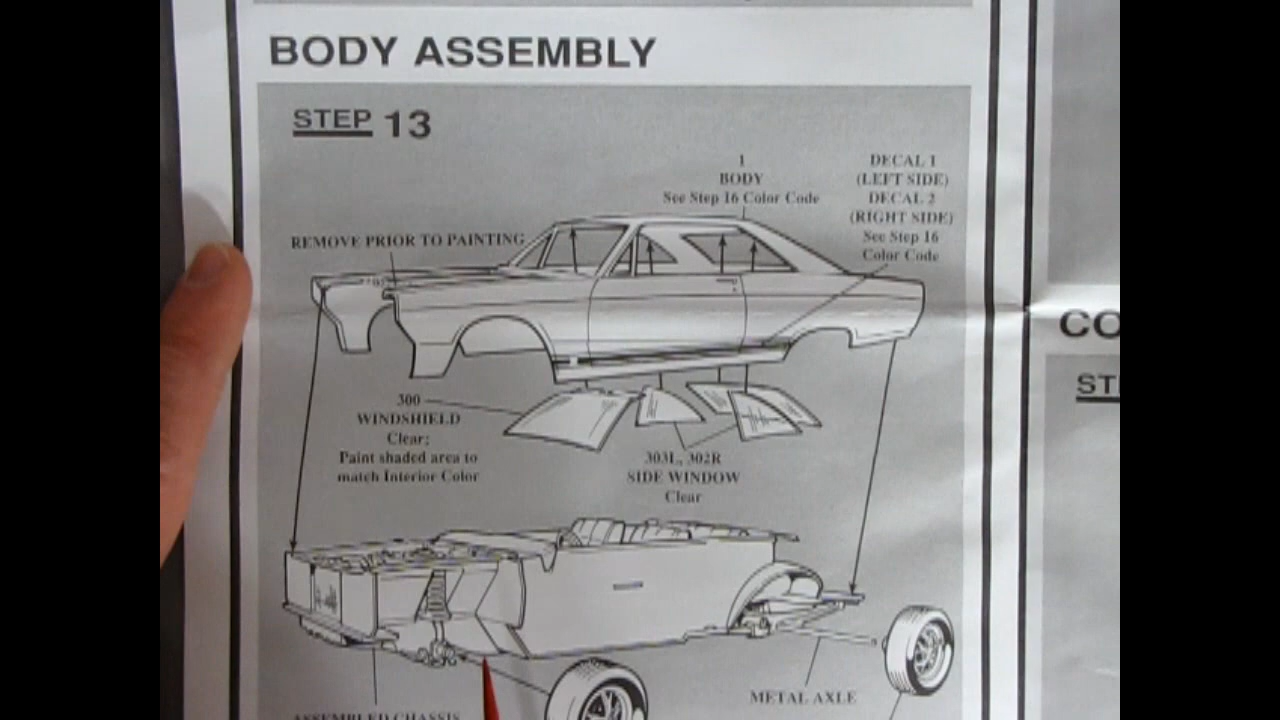 BODY ASSEMBLY
STEP 13
1
BODY
See Step 16 Color Code
DECAL 1
(LEFT SIDE)
DECAL 2
(RIGHT SIDE)
See Step 16
Color Code
REMOVE PRIOR TO PAINTING
300
WINDSHIELD
Clear;
Paint shaded area to
match Interior Color
303L, 302R
SIDE WINDOW
Clear
METAL AXLE
ASSEMBLED CHASSIS
CO
ST